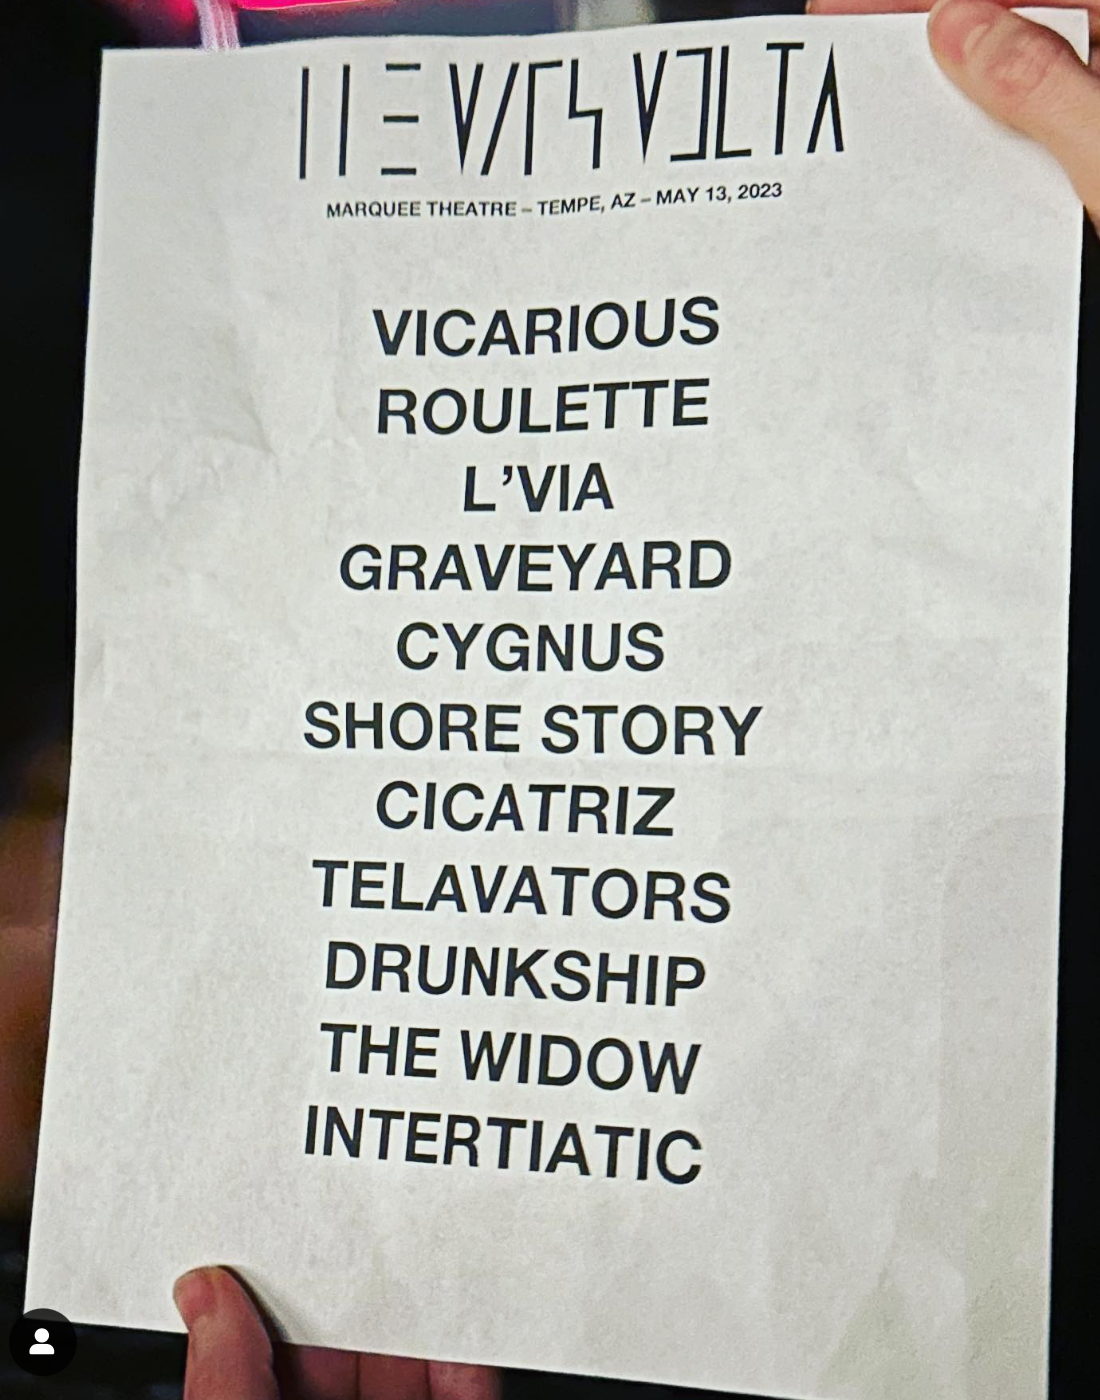 THE MARS VOLTA
MARQUEE THEATRE – TEMPE, AZ – MAY 13, 2023
VICARIOUS
ROULETTE
L’VIA
GRAVEYARD
CYGNUS
SHORE STORY
CICATRIZ
TELAVATORS
DRUNKSHIP
THE WIDOW
INTERTIATIC